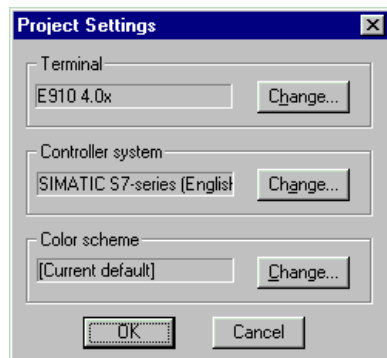 Project Settings
Terminal
E910 4.0x
Change...
Controller system
SIMATIC S7-series (English
Change...
Color scheme
[Current default]
Change...
OK
Cancel